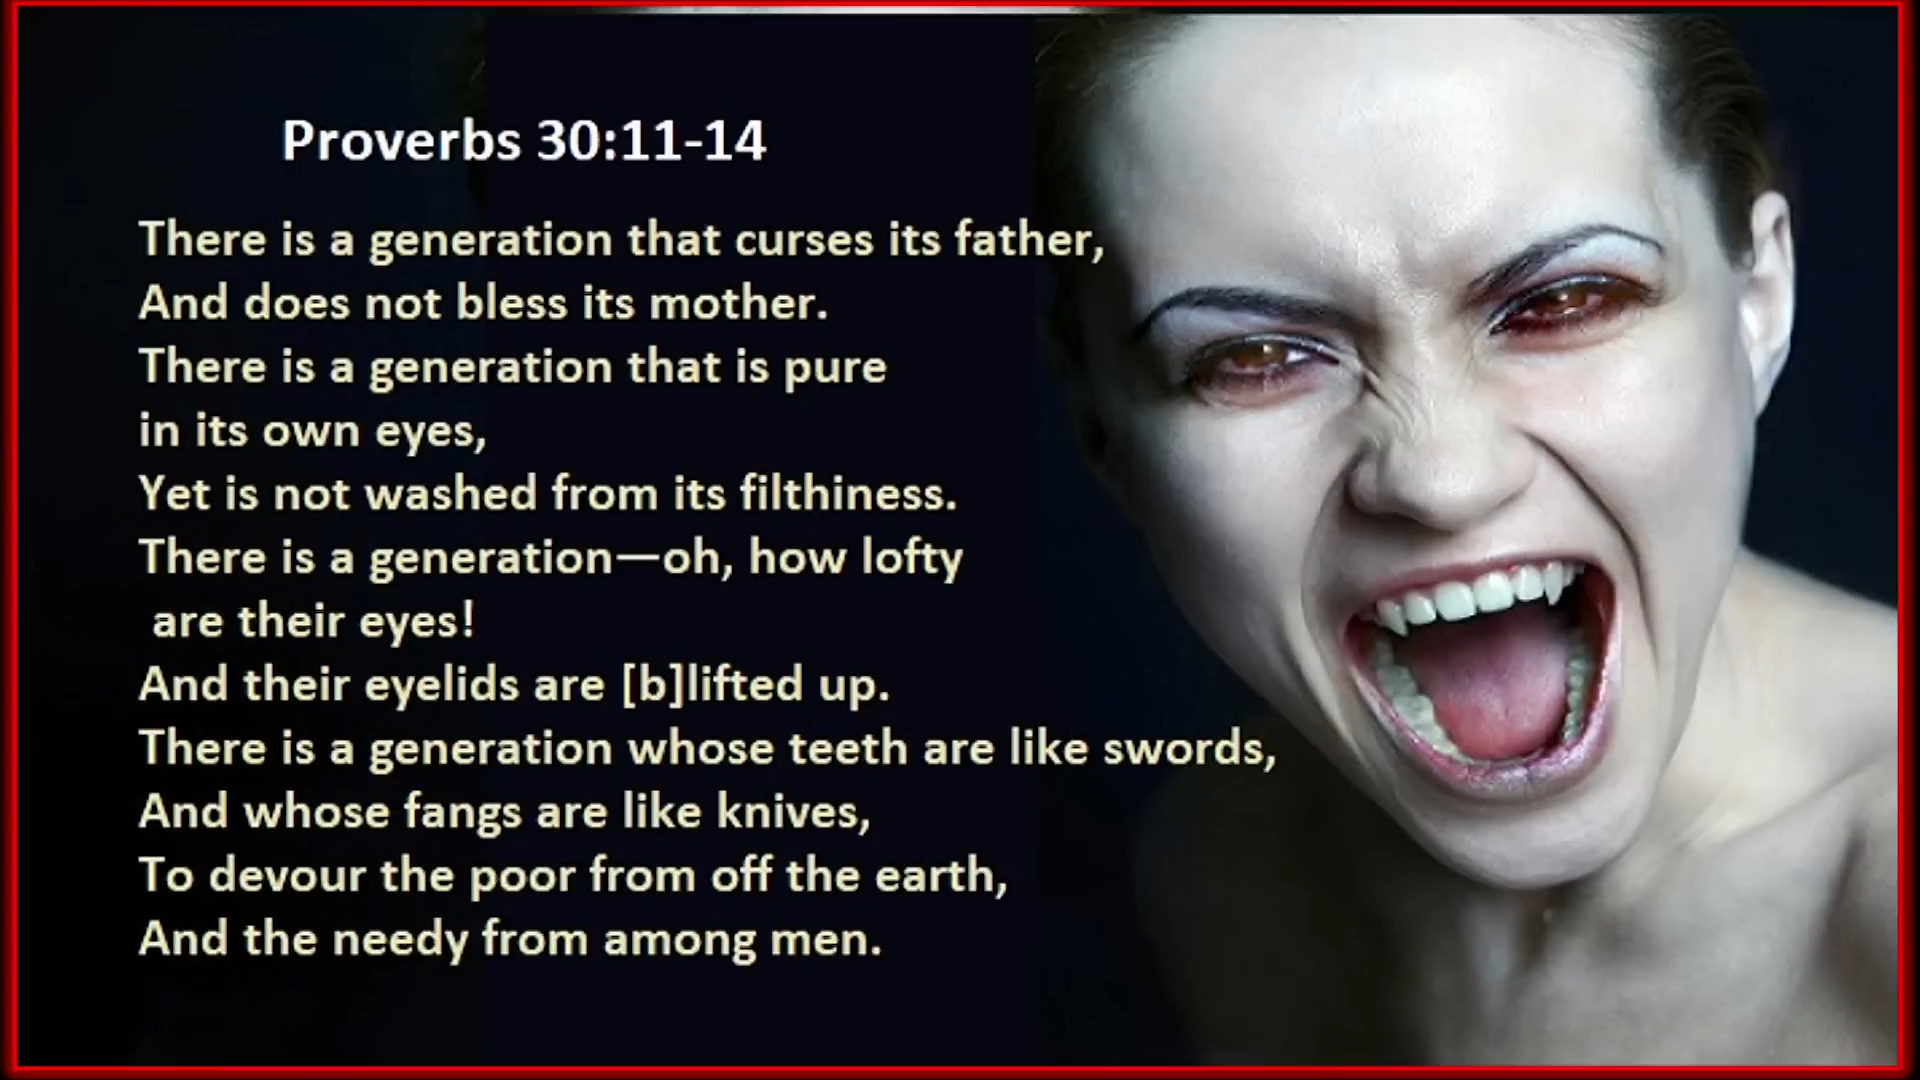 Proverbs 30:11-14
There is a generation that curses its father,
And does not bless its mother.
There is a generation that is pure
in its own eyes,
Yet is not washed from its filthiness.
There is a generation—oh, how lofty
are their eyes!
And their eyelids are [b]lifted up.
There is a generation whose teeth are like swords,
And whose fangs are like knives,
To devour the poor from off the earth,
And the needy from among men.